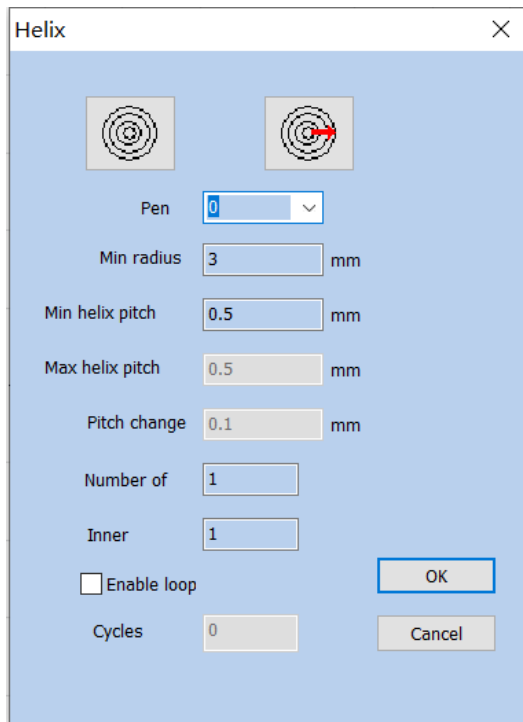 Helix
Pen 0
Min radius 3 mm
Min helix pitch 0.5 mm
Max helix pitch 0.5 mm
Pitch change 0.1 mm
Number of 1
Inner 1
Enable loop
OK
Cycles 0
Cancel